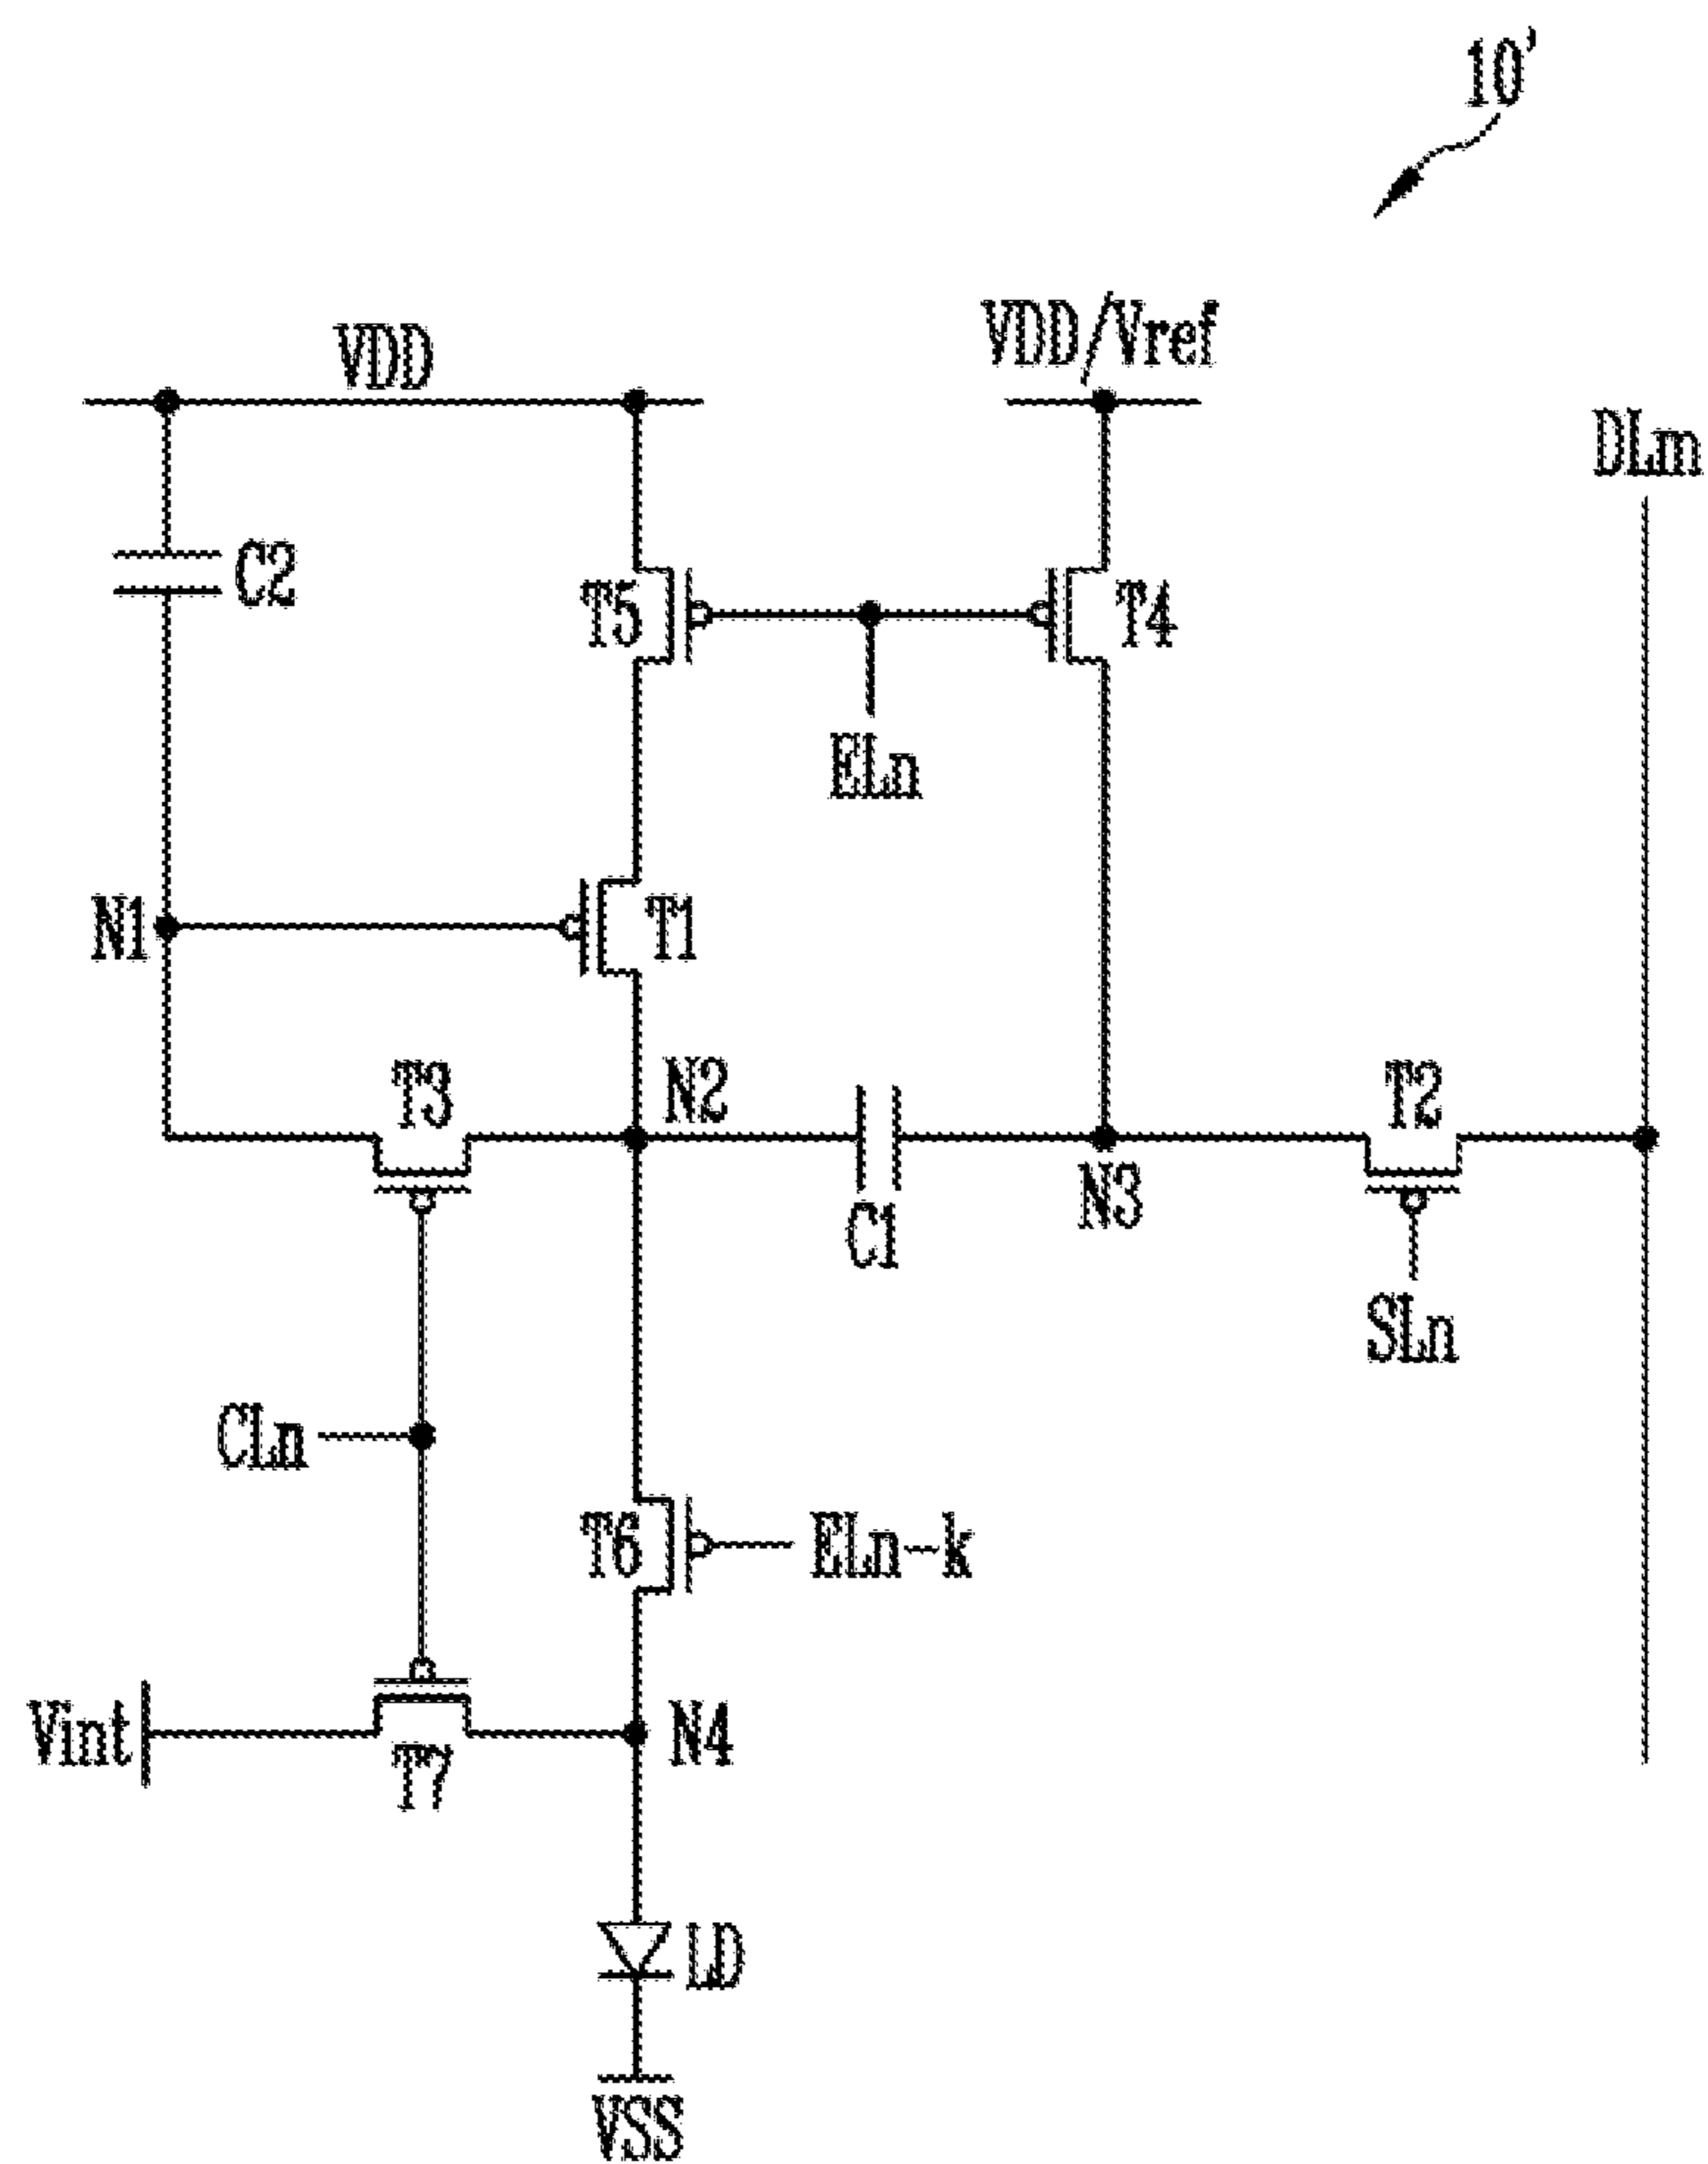 10'
VDD
VDD/Vref
DLm
C2
T5
T4
ELn
N1
T1
T3
N2
T2
C1
N3
SLn
CLn
T6
ELn-k
Vint
T7
N4
LD
VSS